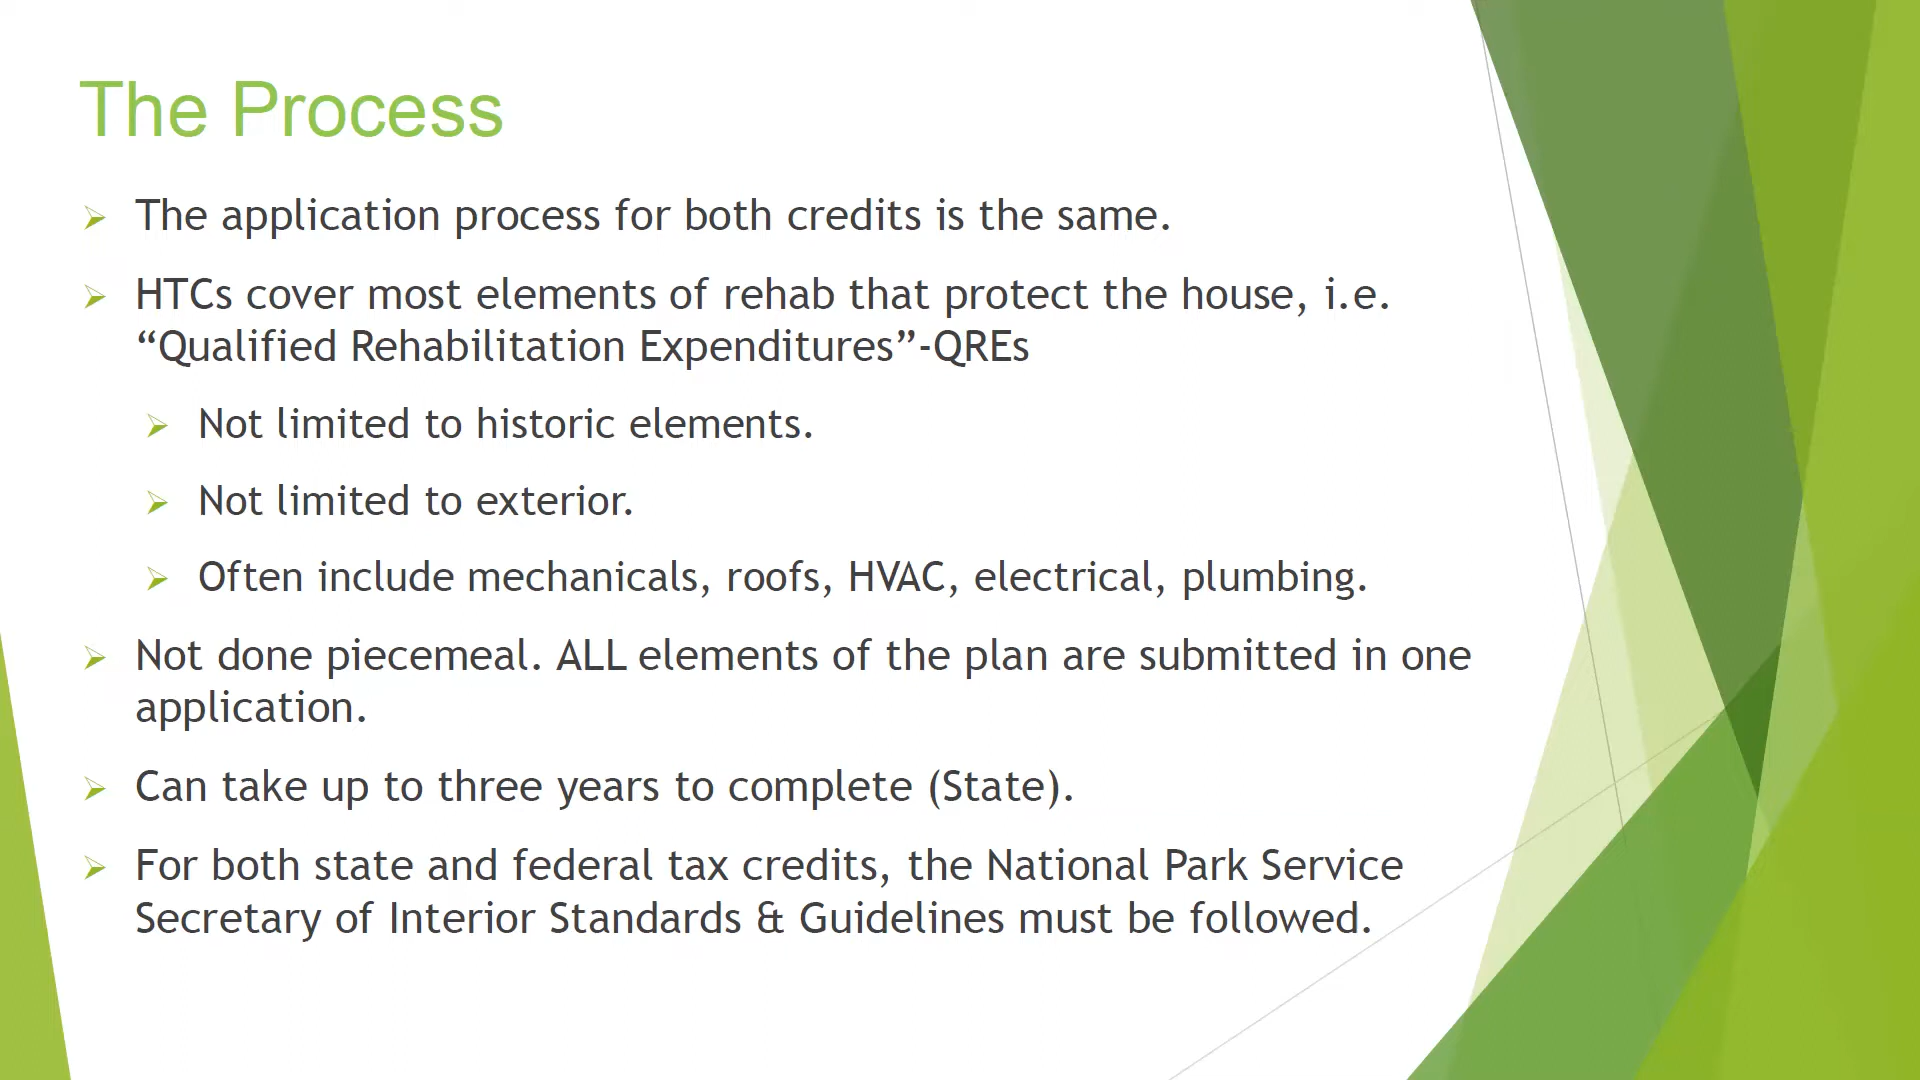 The Process
The application process for both credits is the same.
HTCs cover most elements of rehab that protect the house, i.e.
“Qualified Rehabilitation Expenditures”-QREs
Not limited to historic elements.
Not limited to exterior.
Often include mechanicals, roofs, HVAC, electrical, plumbing.
Not done piecemeal. ALL elements of the plan are submitted in one
application.
Can take up to three years to complete (State).
For both state and federal tax credits, the National Park Service
Secretary of Interior Standards & Guidelines must be followed.